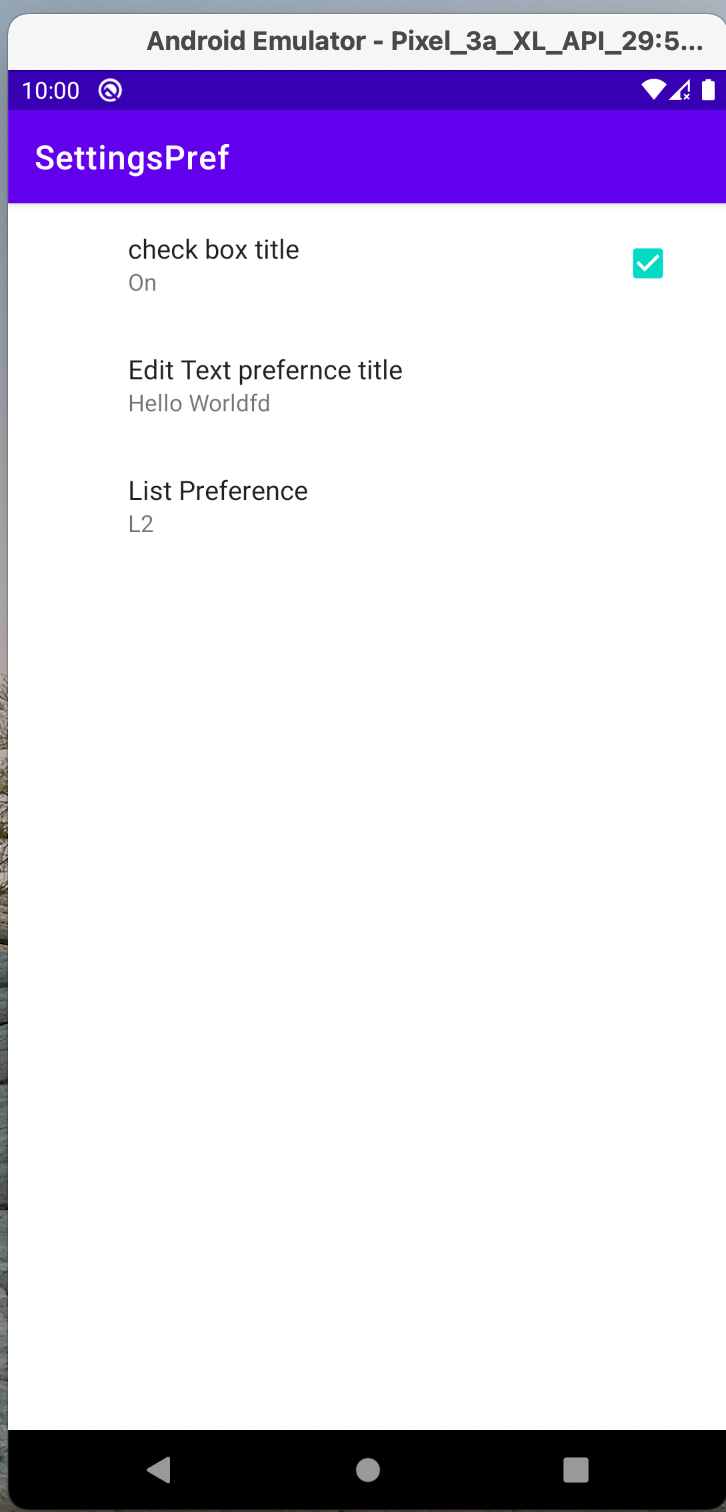 Android Emulator - Pixel_3a_XL_API_29:5...
10:00
SettingsPref
check box title
On
Edit Text prefernce title
Hello Worldfd
List Preference
L2